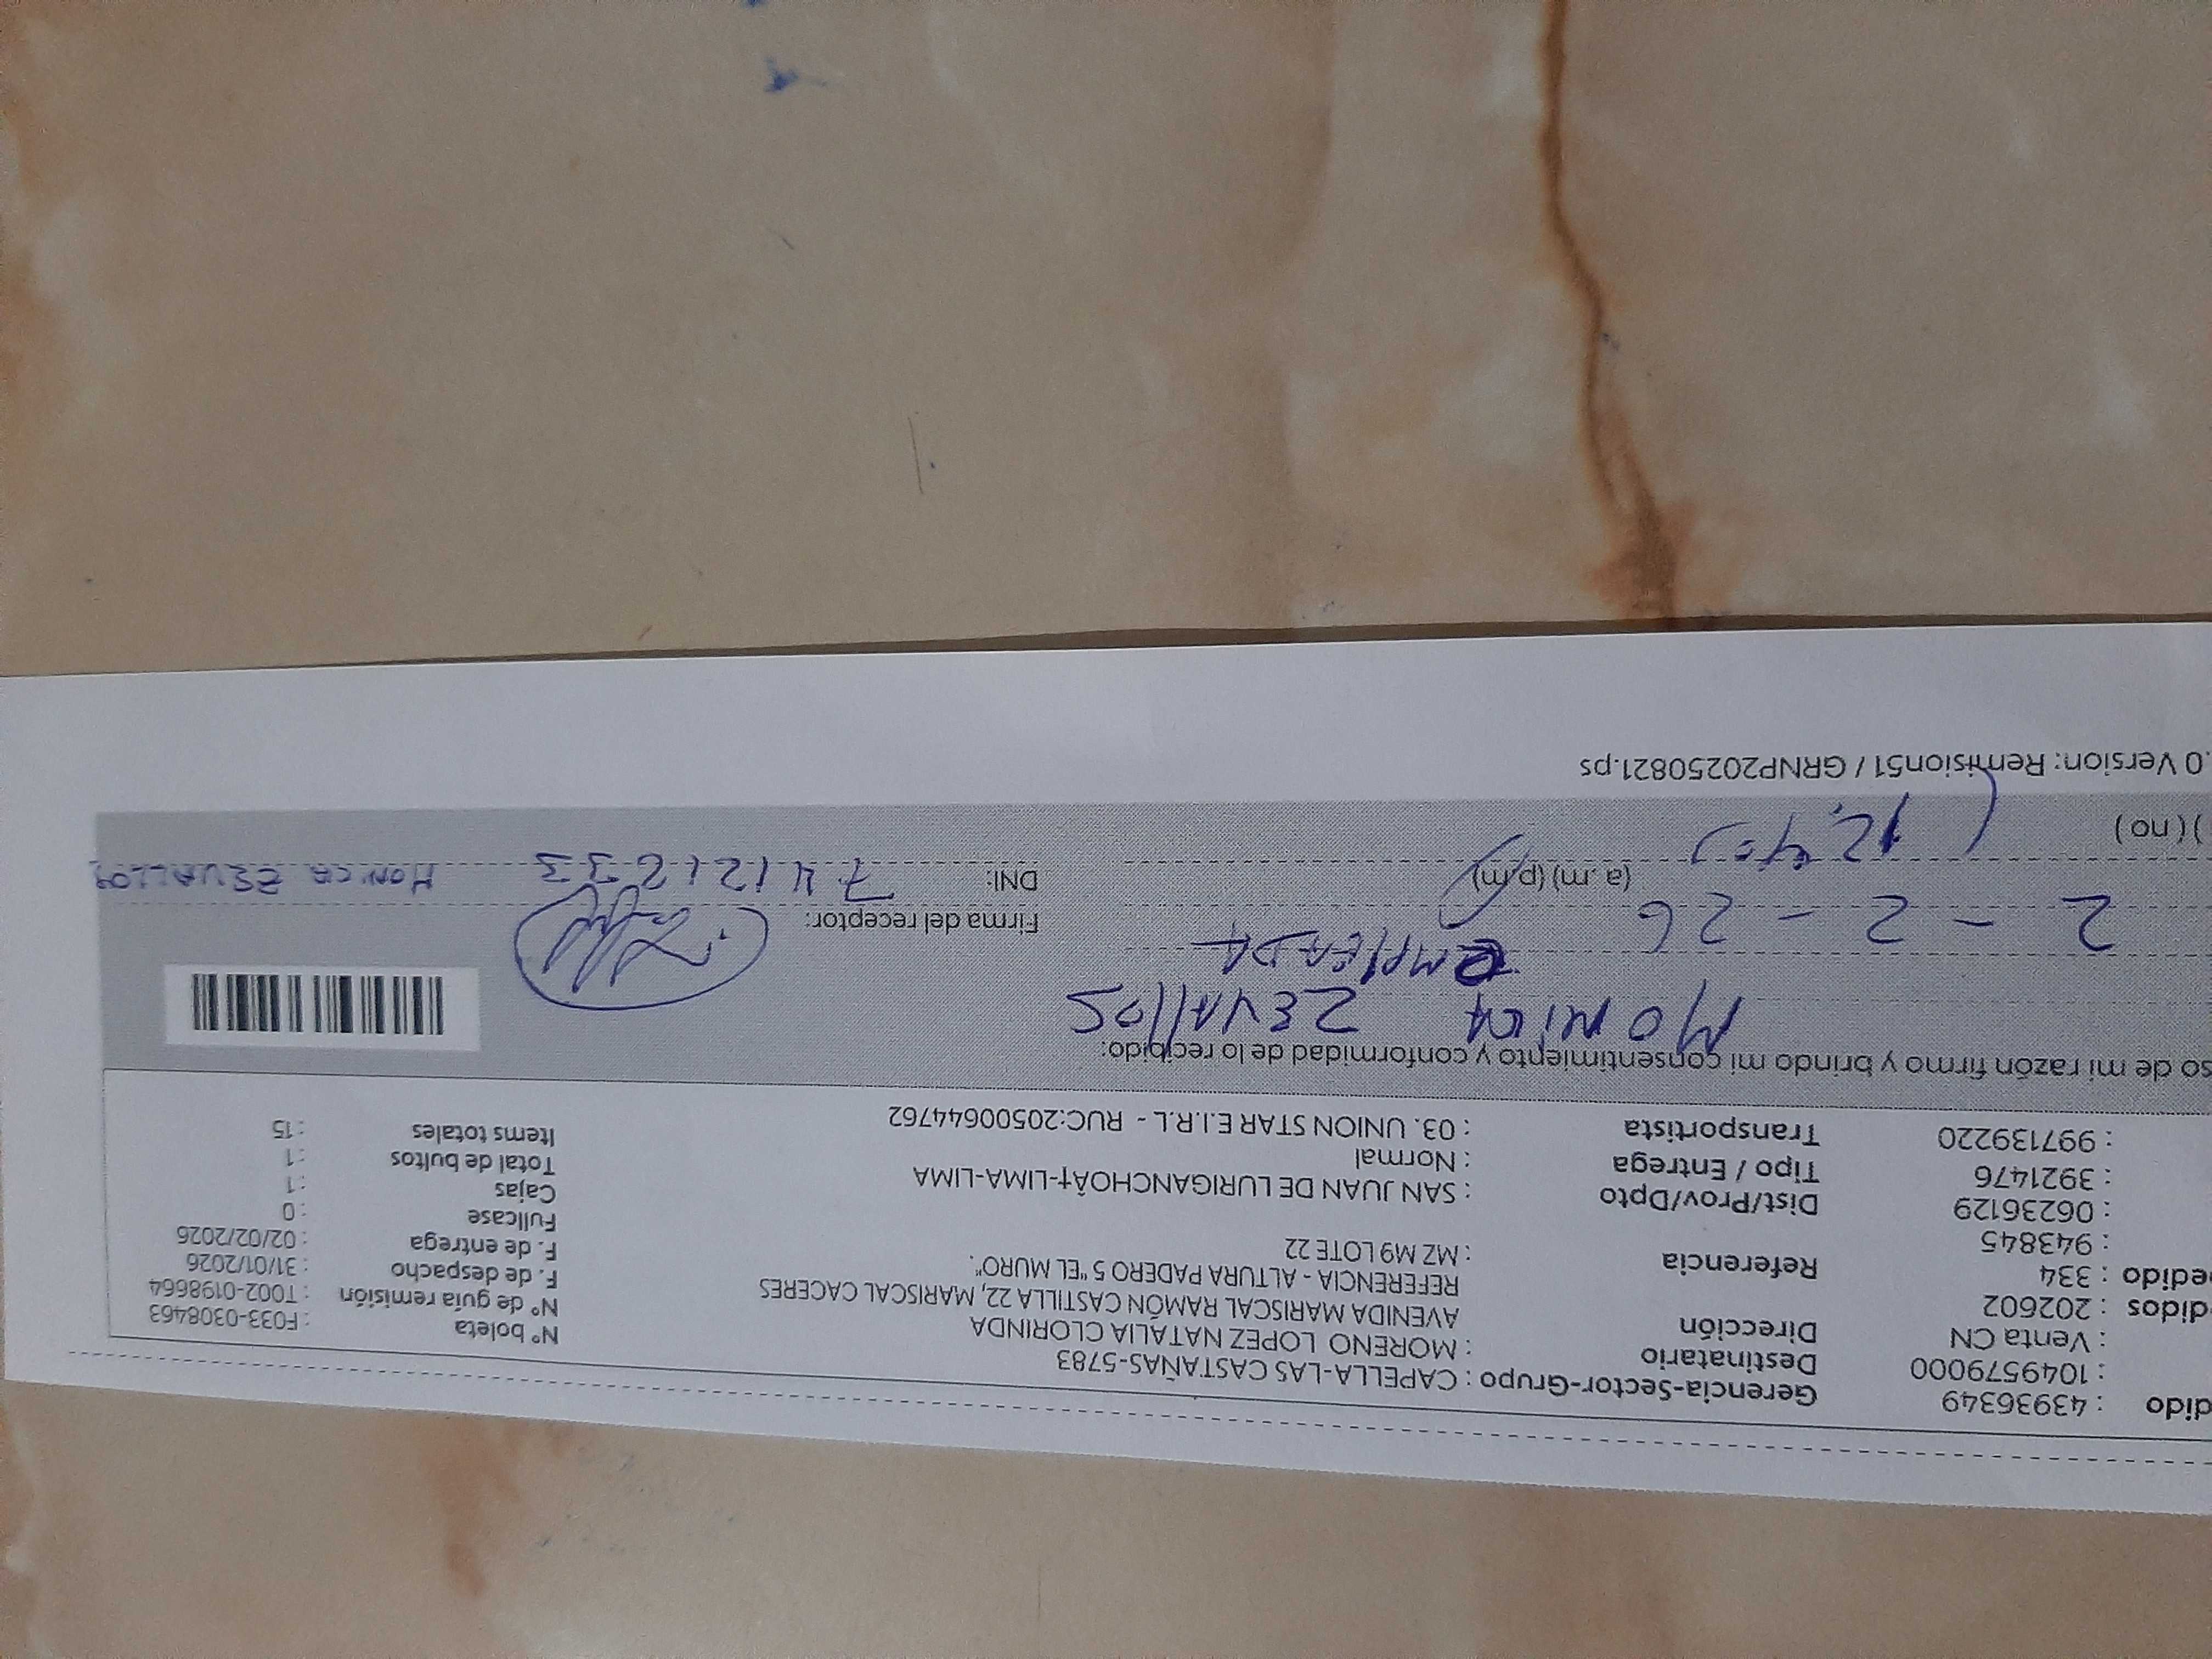 dido : 43936349 Gerencia-Sector-Grupo : CAPELLA-LAS CASTAÑAS-5783
: 1049579000 Destinatario : MORENO LOPEZ NATALIA CLORINDA Nº boleta : F033-0308463
: Venta CN Dirección AVENIDA MARISCAL RAMÓN CASTILLA 22, MARISCAL CACERES Nº de guía remisión : T002-0198664
didos : 202602 REFERENCIA - ALTURA PADERO 5 "EL MURO". F. de despacho : 31/01/2026
edido : 334 Referencia : MZ M9 LOTE 22 F. de entrega : 02/02/2026
: 943845 Fullcase : 0
: 06236129 Dist/Prov/Dpto : SAN JUAN DE LURIGANCHOÂ†-LIMA-LIMA Cajas : 1
: 3921476 Tipo / Entrega : Normal Total de bultos : 1
: 997139220 Transportista : 03. UNION STAR E.I.R.L - RUC:20500644762 Items totales : 15
so de mi razón firmo y brindo mi consentimiento y conformidad de lo recibido:
MONICA ZEVALLOS
EMPLEADA
2 - 2 - 26 Firma del receptor:
(a.m) (p.m) DNI: 74121233 MONICA ZEVALLOS
) (no)
.0 Version: Remision51 / GRNP20250821.ps